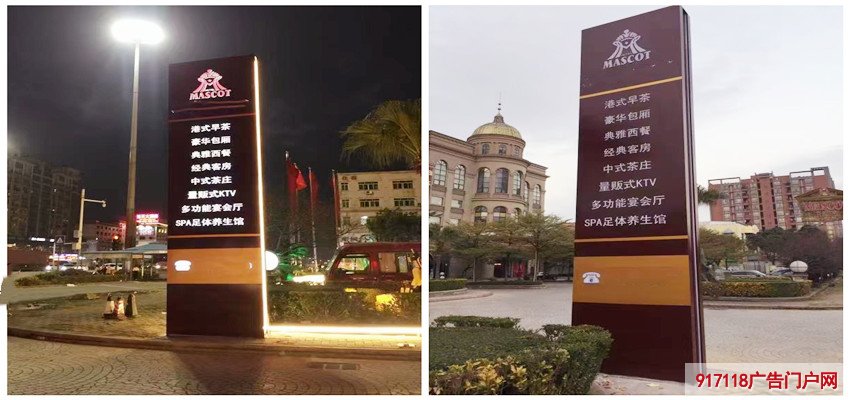 MASCOT
港式早茶
豪华包厢
典雅西餐
经典客房
中式茶庄
量贩式KTV
多功能宴会厅
SPA足体养生馆
MASCOT
港式早茶
豪华包厢
典雅西餐
经典客房
中式茶庄
量贩式KTV
多功能宴会厅
SPA足体养生馆
917118广告门户网